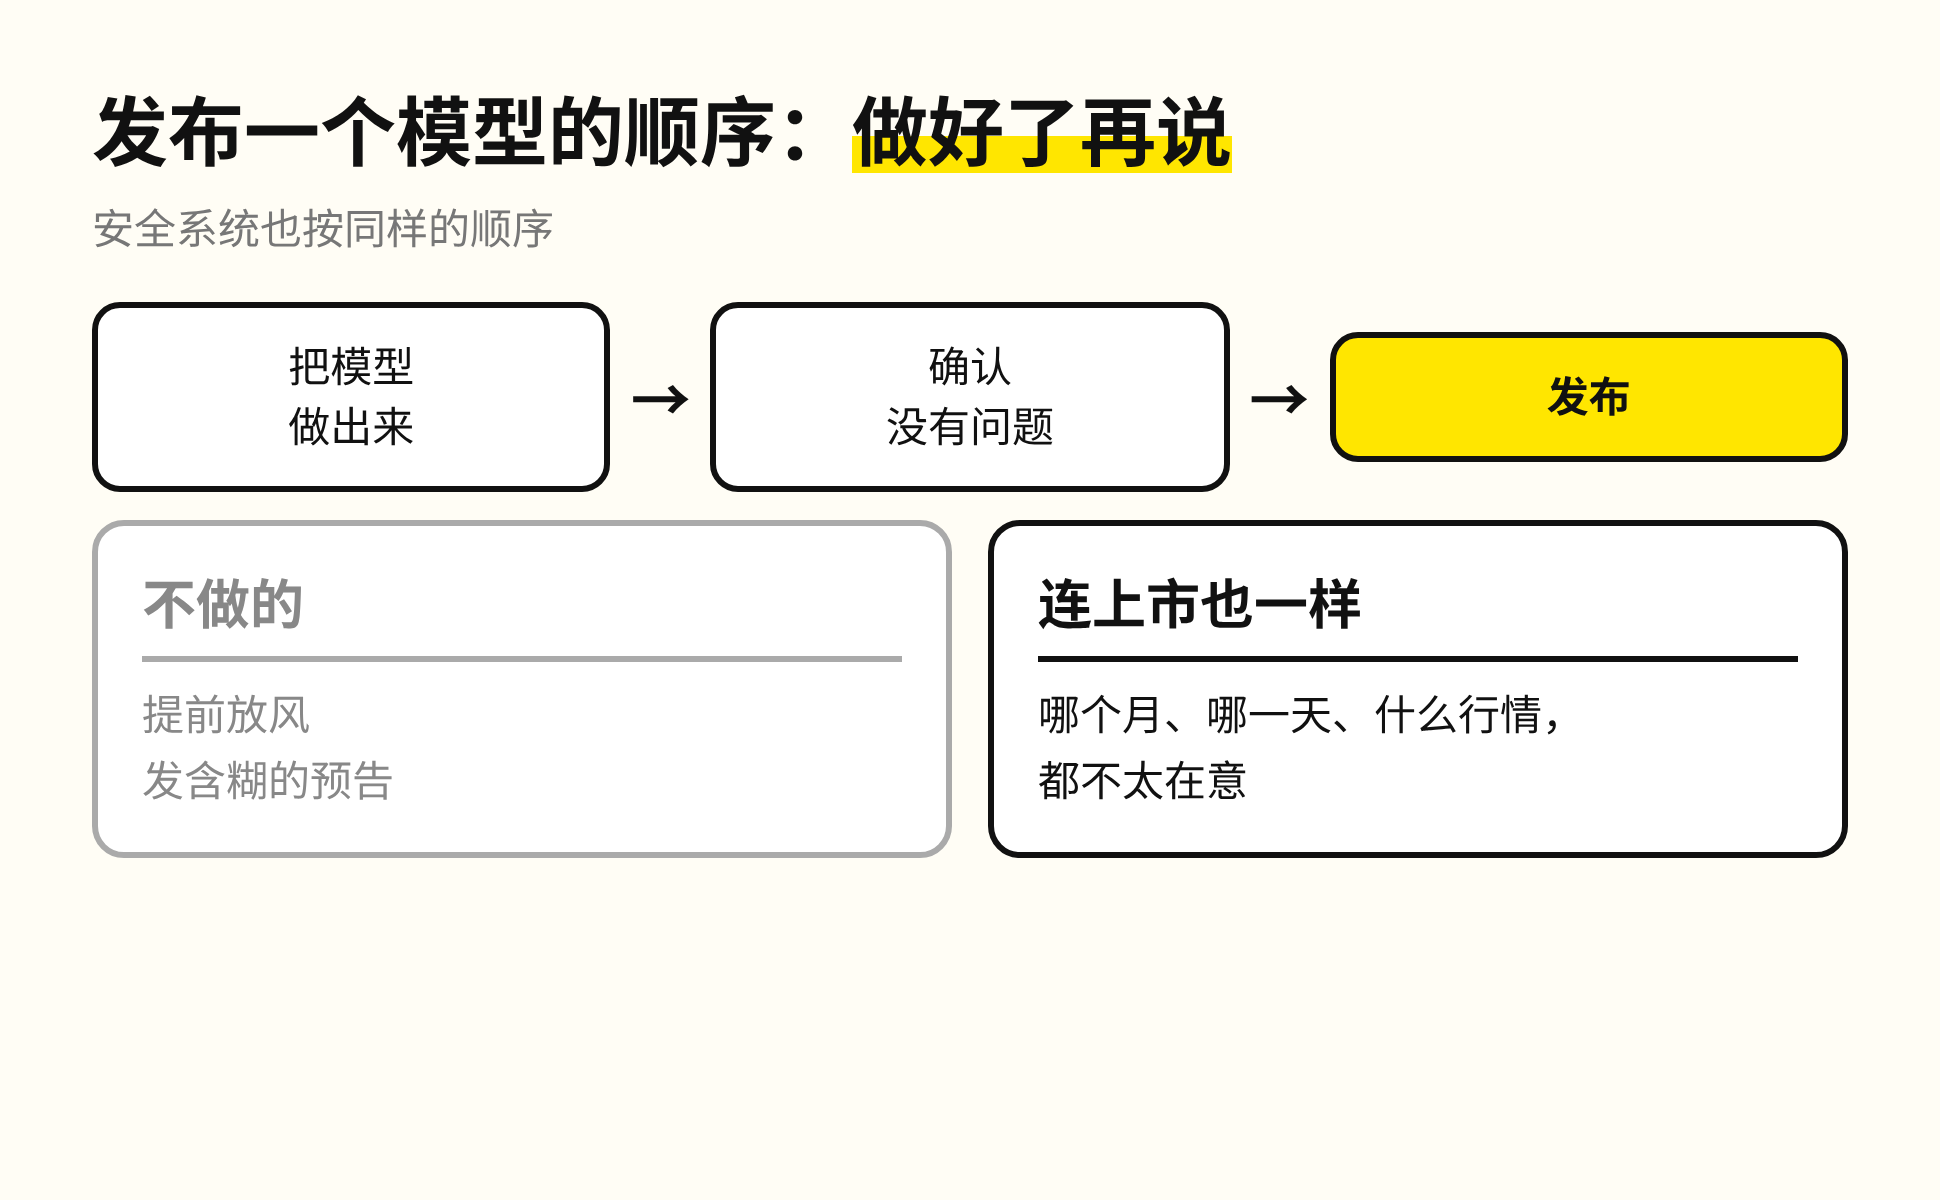 发布一个模型的顺序：做好了再说
安全系统也按同样的顺序
把模型
做出来
→
确认
没有问题
→
发布
不做的
提前放风
发含糊的预告
连上市也一样
哪个月、哪一天、什么行情，
都不太在意